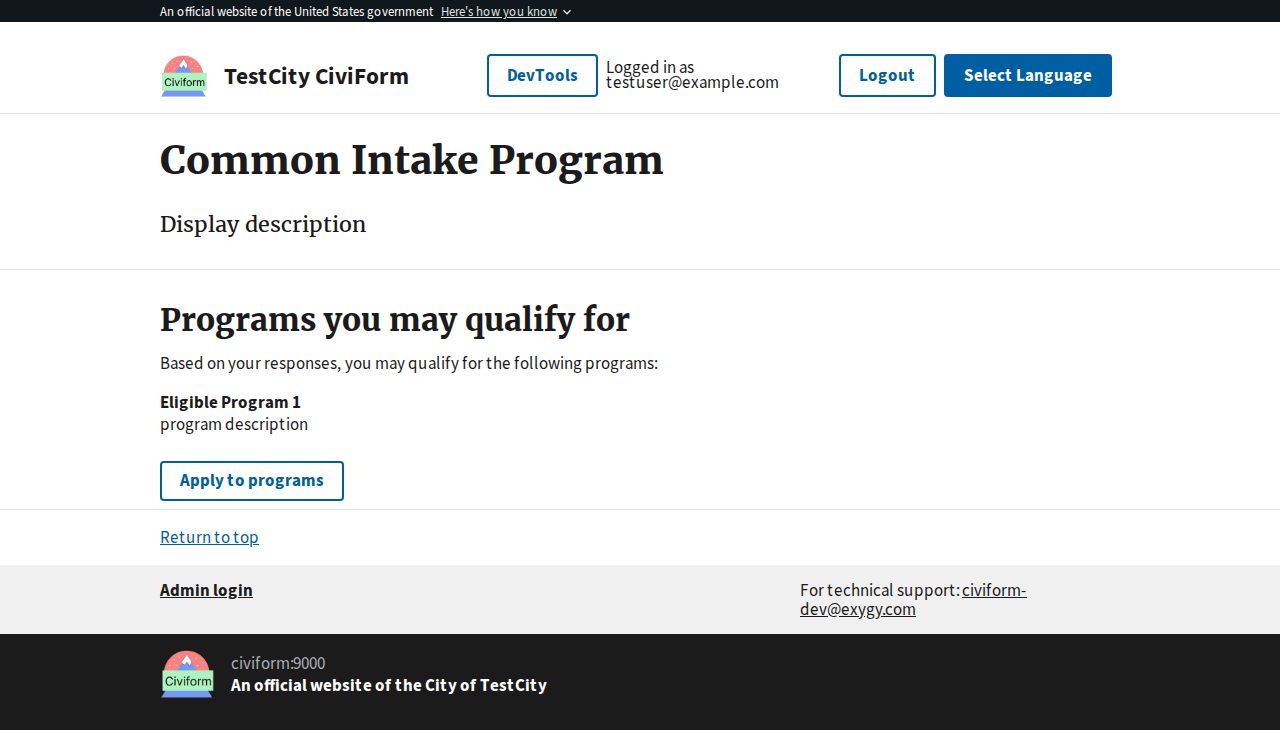 An official website of the United States government Here's how you know
Civiform
TestCity CiviForm
DevTools
Logged in as
testuser@example.com
Logout
Select Language
Common Intake Program
Display description
Programs you may qualify for
Based on your responses, you may qualify for the following programs:
Eligible Program 1
program description
Apply to programs
Return to top
Admin login
For technical support: civiform-
dev@exygy.com
Civiform
civiform:9000
An official website of the City of TestCity